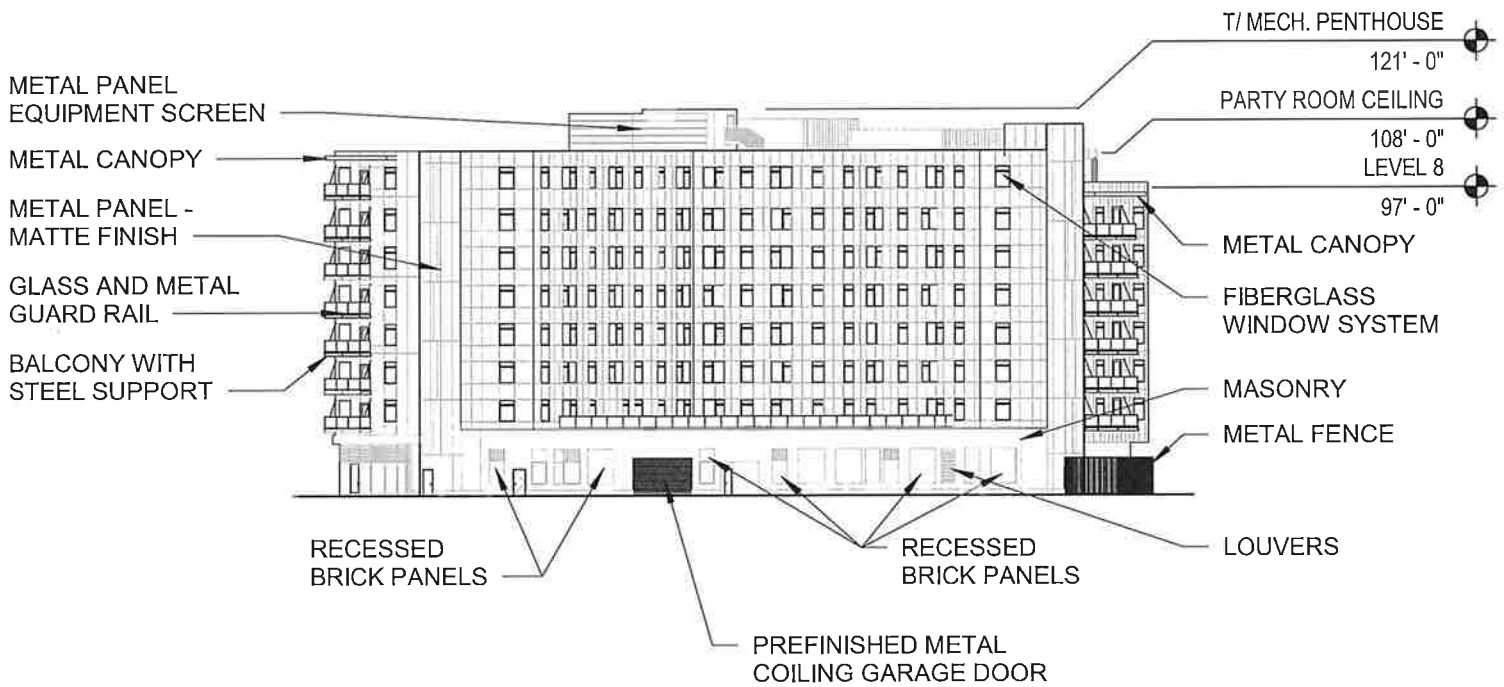 T/ MECH. PENTHOUSE
121' - 0"
PARTY ROOM CEILING
108' - 0"
LEVEL 8
97' - 0"
METAL PANEL
EQUIPMENT SCREEN
METAL CANOPY
METAL PANEL -
MATTE FINISH
GLASS AND METAL
GUARD RAIL
BALCONY WITH
STEEL SUPPORT
METAL CANOPY
FIBERGLASS
WINDOW SYSTEM
MASONRY
METAL FENCE
RECESSED
BRICK PANELS
RECESSED
BRICK PANELS
LOUVERS
PREFINISHED METAL
COILING GARAGE DOOR